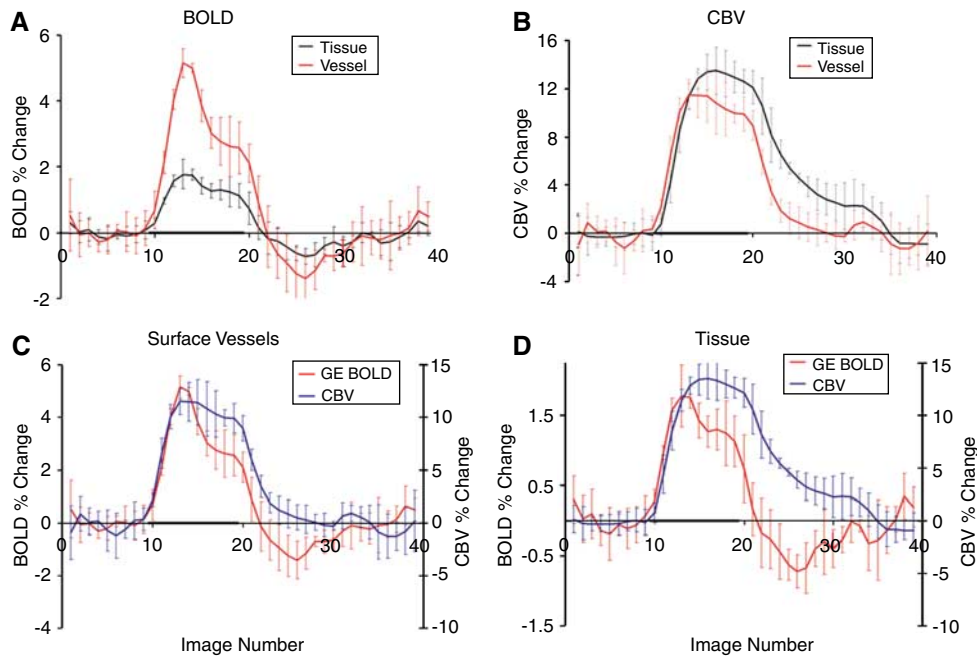 A
BOLD
6
4
2
0
-2
BOLD % Change
Tissue
Vessel
0 10 20 30 40
B
CBV
16
12
8
4
0
-4
CBV % Change
Tissue
Vessel
0 10 20 30 40
C
Surface Vessels
6
4
2
0
-2
-4
BOLD % Change
GE BOLD
CBV
15
10
5
0
-5
-10
CBV % Change
0 10 20 30 40
Image Number
D
Tissue
1.5
0.5
-0.5
-1.5
BOLD % Change
GE BOLD
CBV
15
10
5
0
-5
-10
CBV % Change
0 10 20 30 40
Image Number